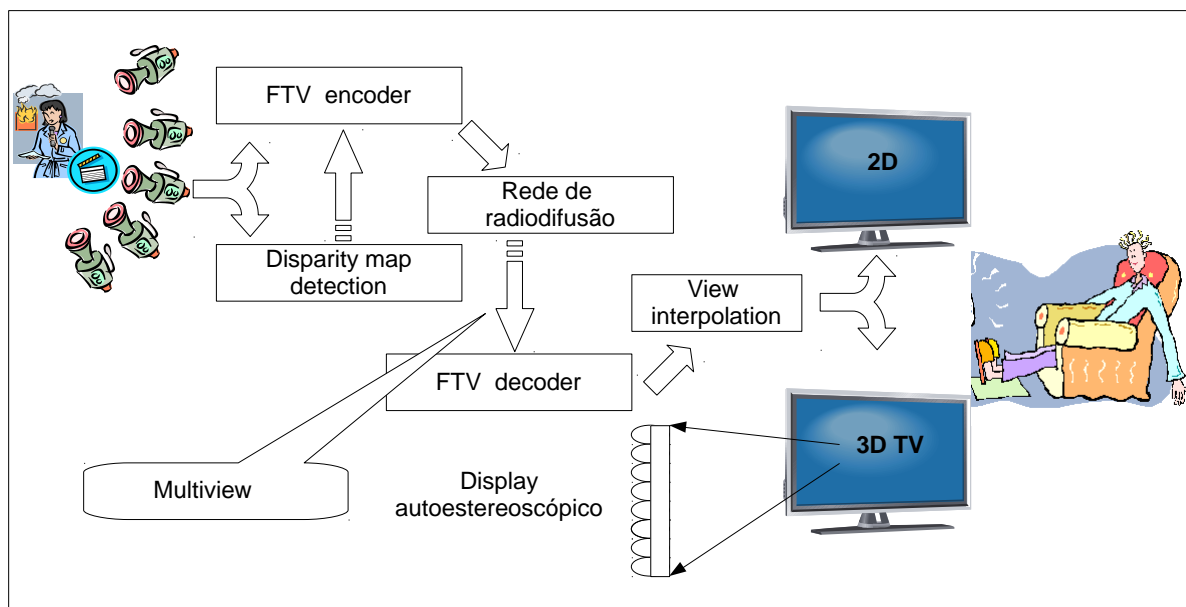 FTV encoder
2D
Rede de
radiodifusão
Disparity map
detection
View
interpolation
FTV decoder
3D TV
Multiview
Display
autoestereoscópico